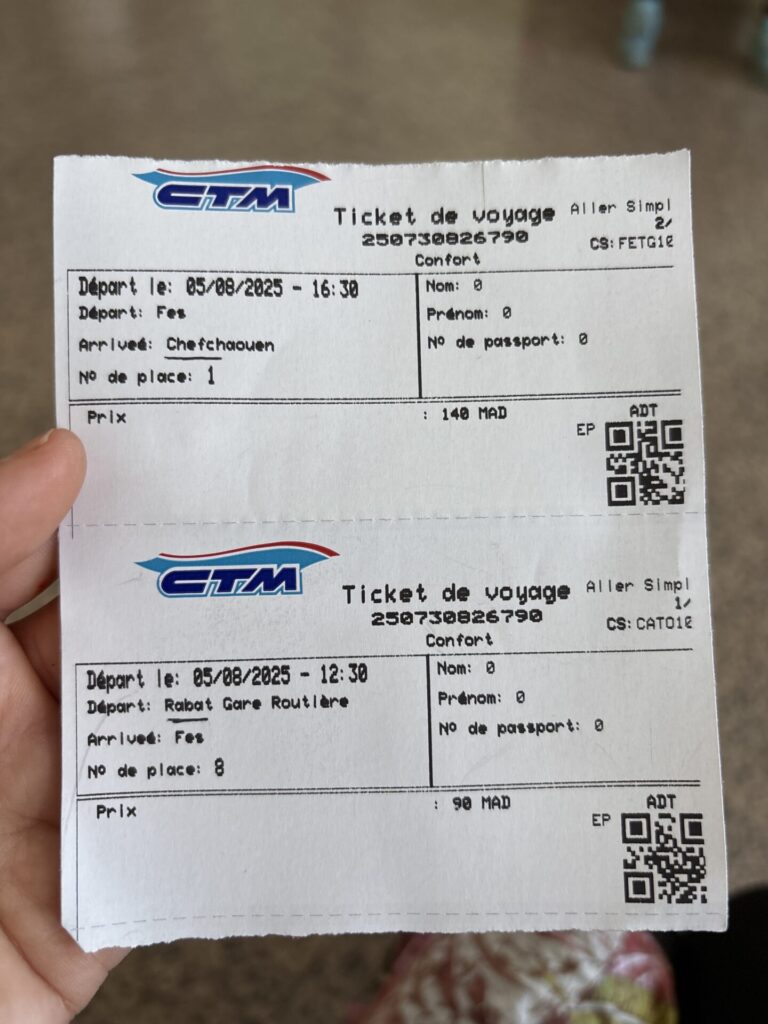 CTM
Ticket de voyage Aller Simpl
250730826790 2/
Confort CS:FETG10
Départ le: 05/08/2025 - 16:30
Départ: Fes
Arriveé: Chefchaouen
Nº de place: 1
Nom: 0
Prénom: 0
Nº de passport: 0
Prix : 140 MAD
EP ADT
CTM
Ticket de voyage Aller Simpl
250730826790 1/
Confort CS:CATO10
Départ le: 05/08/2025 - 12:30
Départ: Rabat Gare Routière
Arriveé: Fes
Nº de place: 8
Nom: 0
Prénom: 0
Nº de passport: 0
Prix : 90 MAD
EP ADT